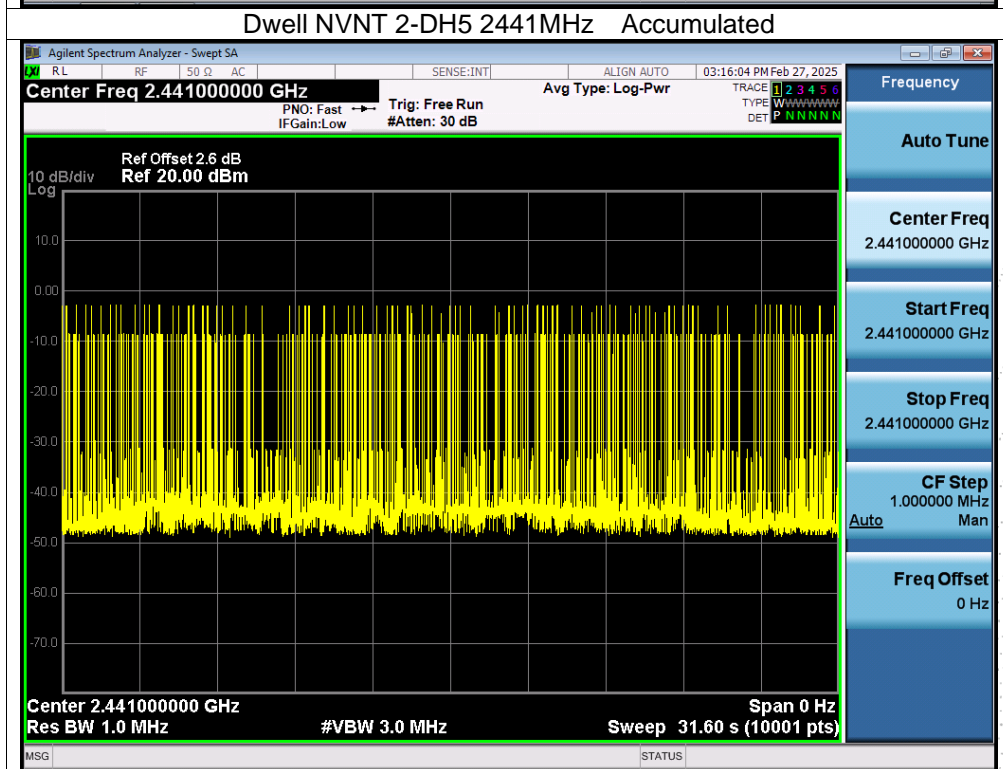 Dwell NVNT 2-DH5 2441MHz Accumulated
Agilent Spectrum Analyzer - Swept SA
LXI RL RF 50 Ω AC SENSE:INT ALIGN AUTO 03:16:04 PM Feb 27, 2025
Center Freq 2.441000000 GHz
PNO: Fast
IFGain:Low
Trig: Free Run
#Atten: 30 dB
Avg Type: Log-Pwr
TRACE 1 2 3 4 5 6
TYPE WWWWWW
DET P N N N N N
Ref Offset 2.6 dB
10 dB/div Ref 20.00 dBm
Log
10.0
0.00
-10.0
-20.0
-30.0
-40.0
-50.0
-60.0
-70.0
Center 2.441000000 GHz Span 0 Hz
Res BW 1.0 MHz #VBW 3.0 MHz Sweep 31.60 s (10001 pts)
MSG STATUS
Frequency
Auto Tune
Center Freq
2.441000000 GHz
Start Freq
2.441000000 GHz
Stop Freq
2.441000000 GHz
CF Step
1.000000 MHz
Auto Man
Freq Offset
0 Hz